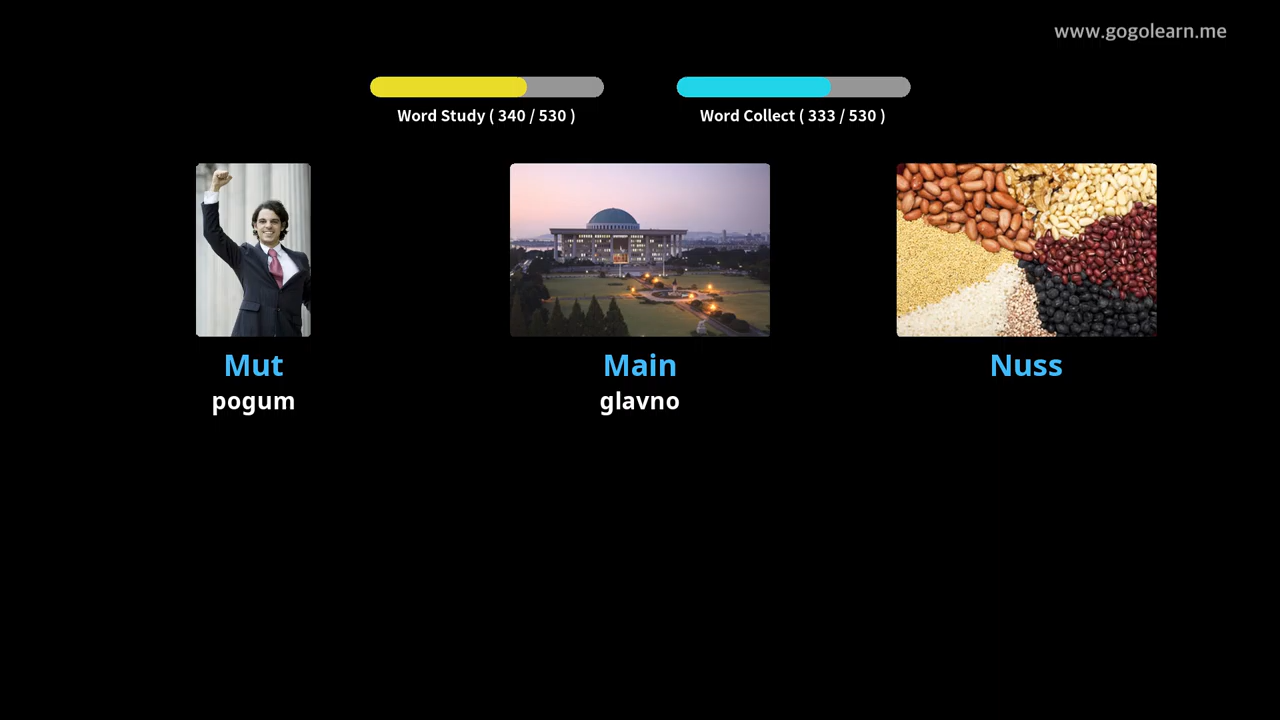 www.gogolearn.me
Word Study ( 340 / 530 )
Word Collect ( 333 / 530 )
Mut
pogum
Main
glavno
Nuss